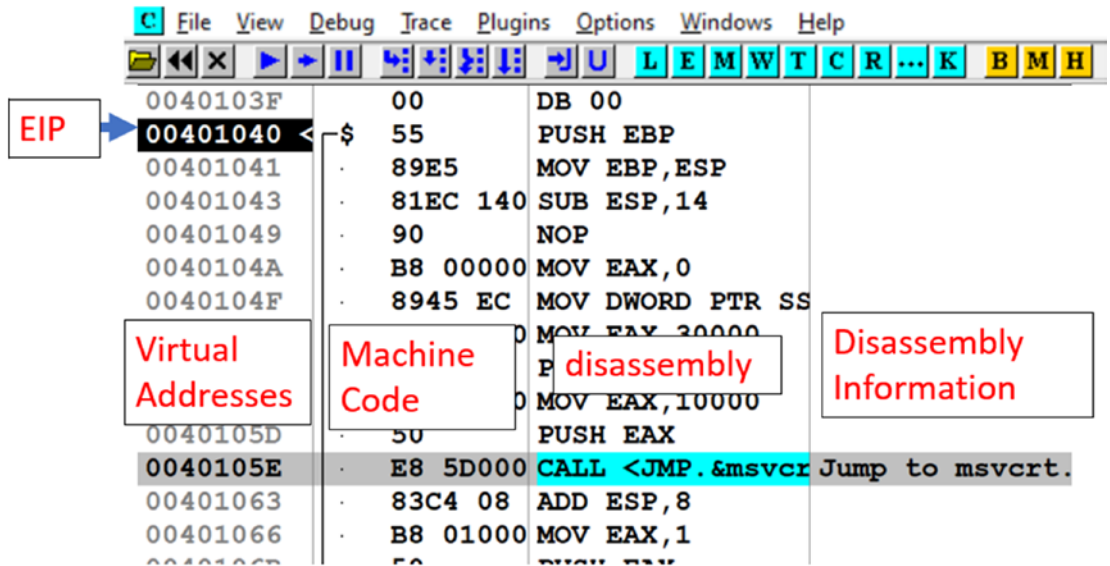 C File View Debug Trace Plugins Options Windows Help
L E M W T C R ... K B M H
0040103F 00 DB 00
EIP
00401040 < $ 55 PUSH EBP
00401041 · 89E5 MOV EBP,ESP
00401043 · 81EC 140 SUB ESP,14
00401049 · 90 NOP
0040104A · B8 00000 MOV EAX,0
0040104F · 8945 EC MOV DWORD PTR SS
Virtual Addresses
Machine Code
disassembly
Disassembly Information
0 MOV EAX,10000
0040105D 50 PUSH EAX
0040105E · E8 5D000 CALL <JMP.&msvcr Jump to msvcrt.
00401063 · 83C4 08 ADD ESP,8
00401066 · B8 01000 MOV EAX,1